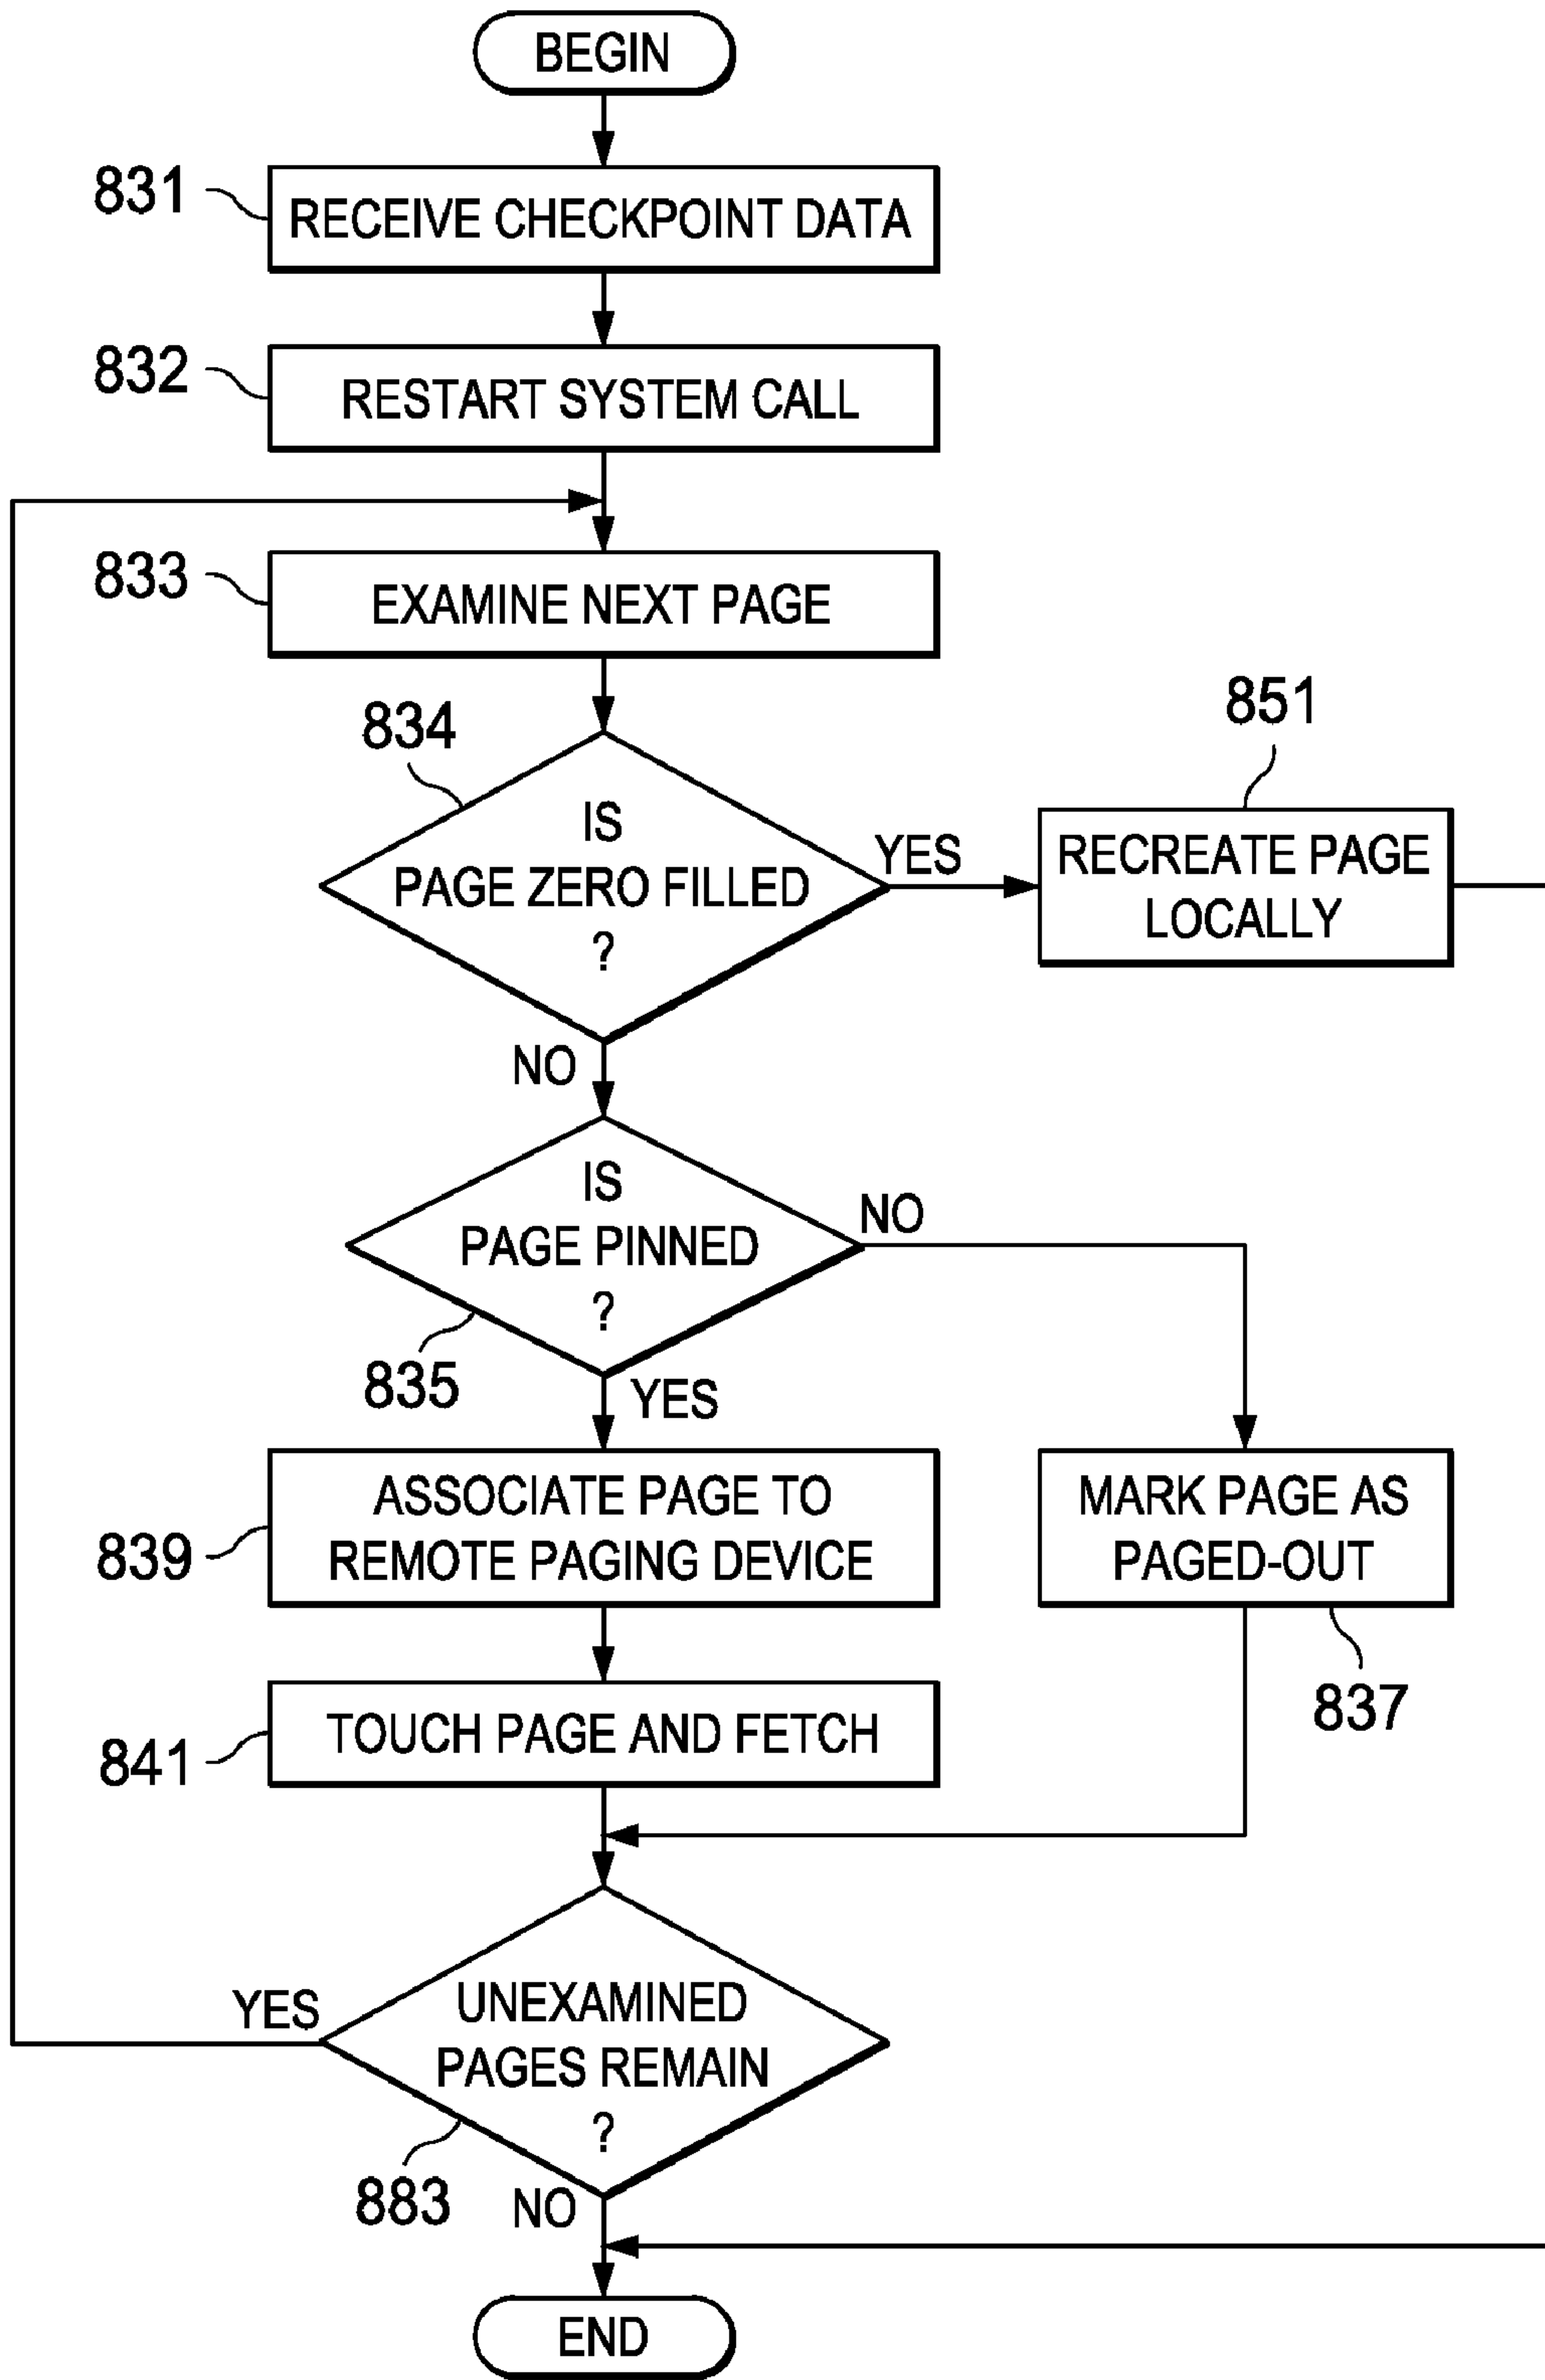 BEGIN
831
RECEIVE CHECKPOINT DATA
832
RESTART SYSTEM CALL
833
EXAMINE NEXT PAGE
834
IS
PAGE ZERO FILLED
?
YES
851
RECREATE PAGE
LOCALLY
NO
IS
PAGE PINNED
?
NO
835
YES
ASSOCIATE PAGE TO
REMOTE PAGING DEVICE
839
MARK PAGE AS
PAGED-OUT
837
TOUCH PAGE AND FETCH
841
YES
UNEXAMINED
PAGES REMAIN
?
883
NO
END